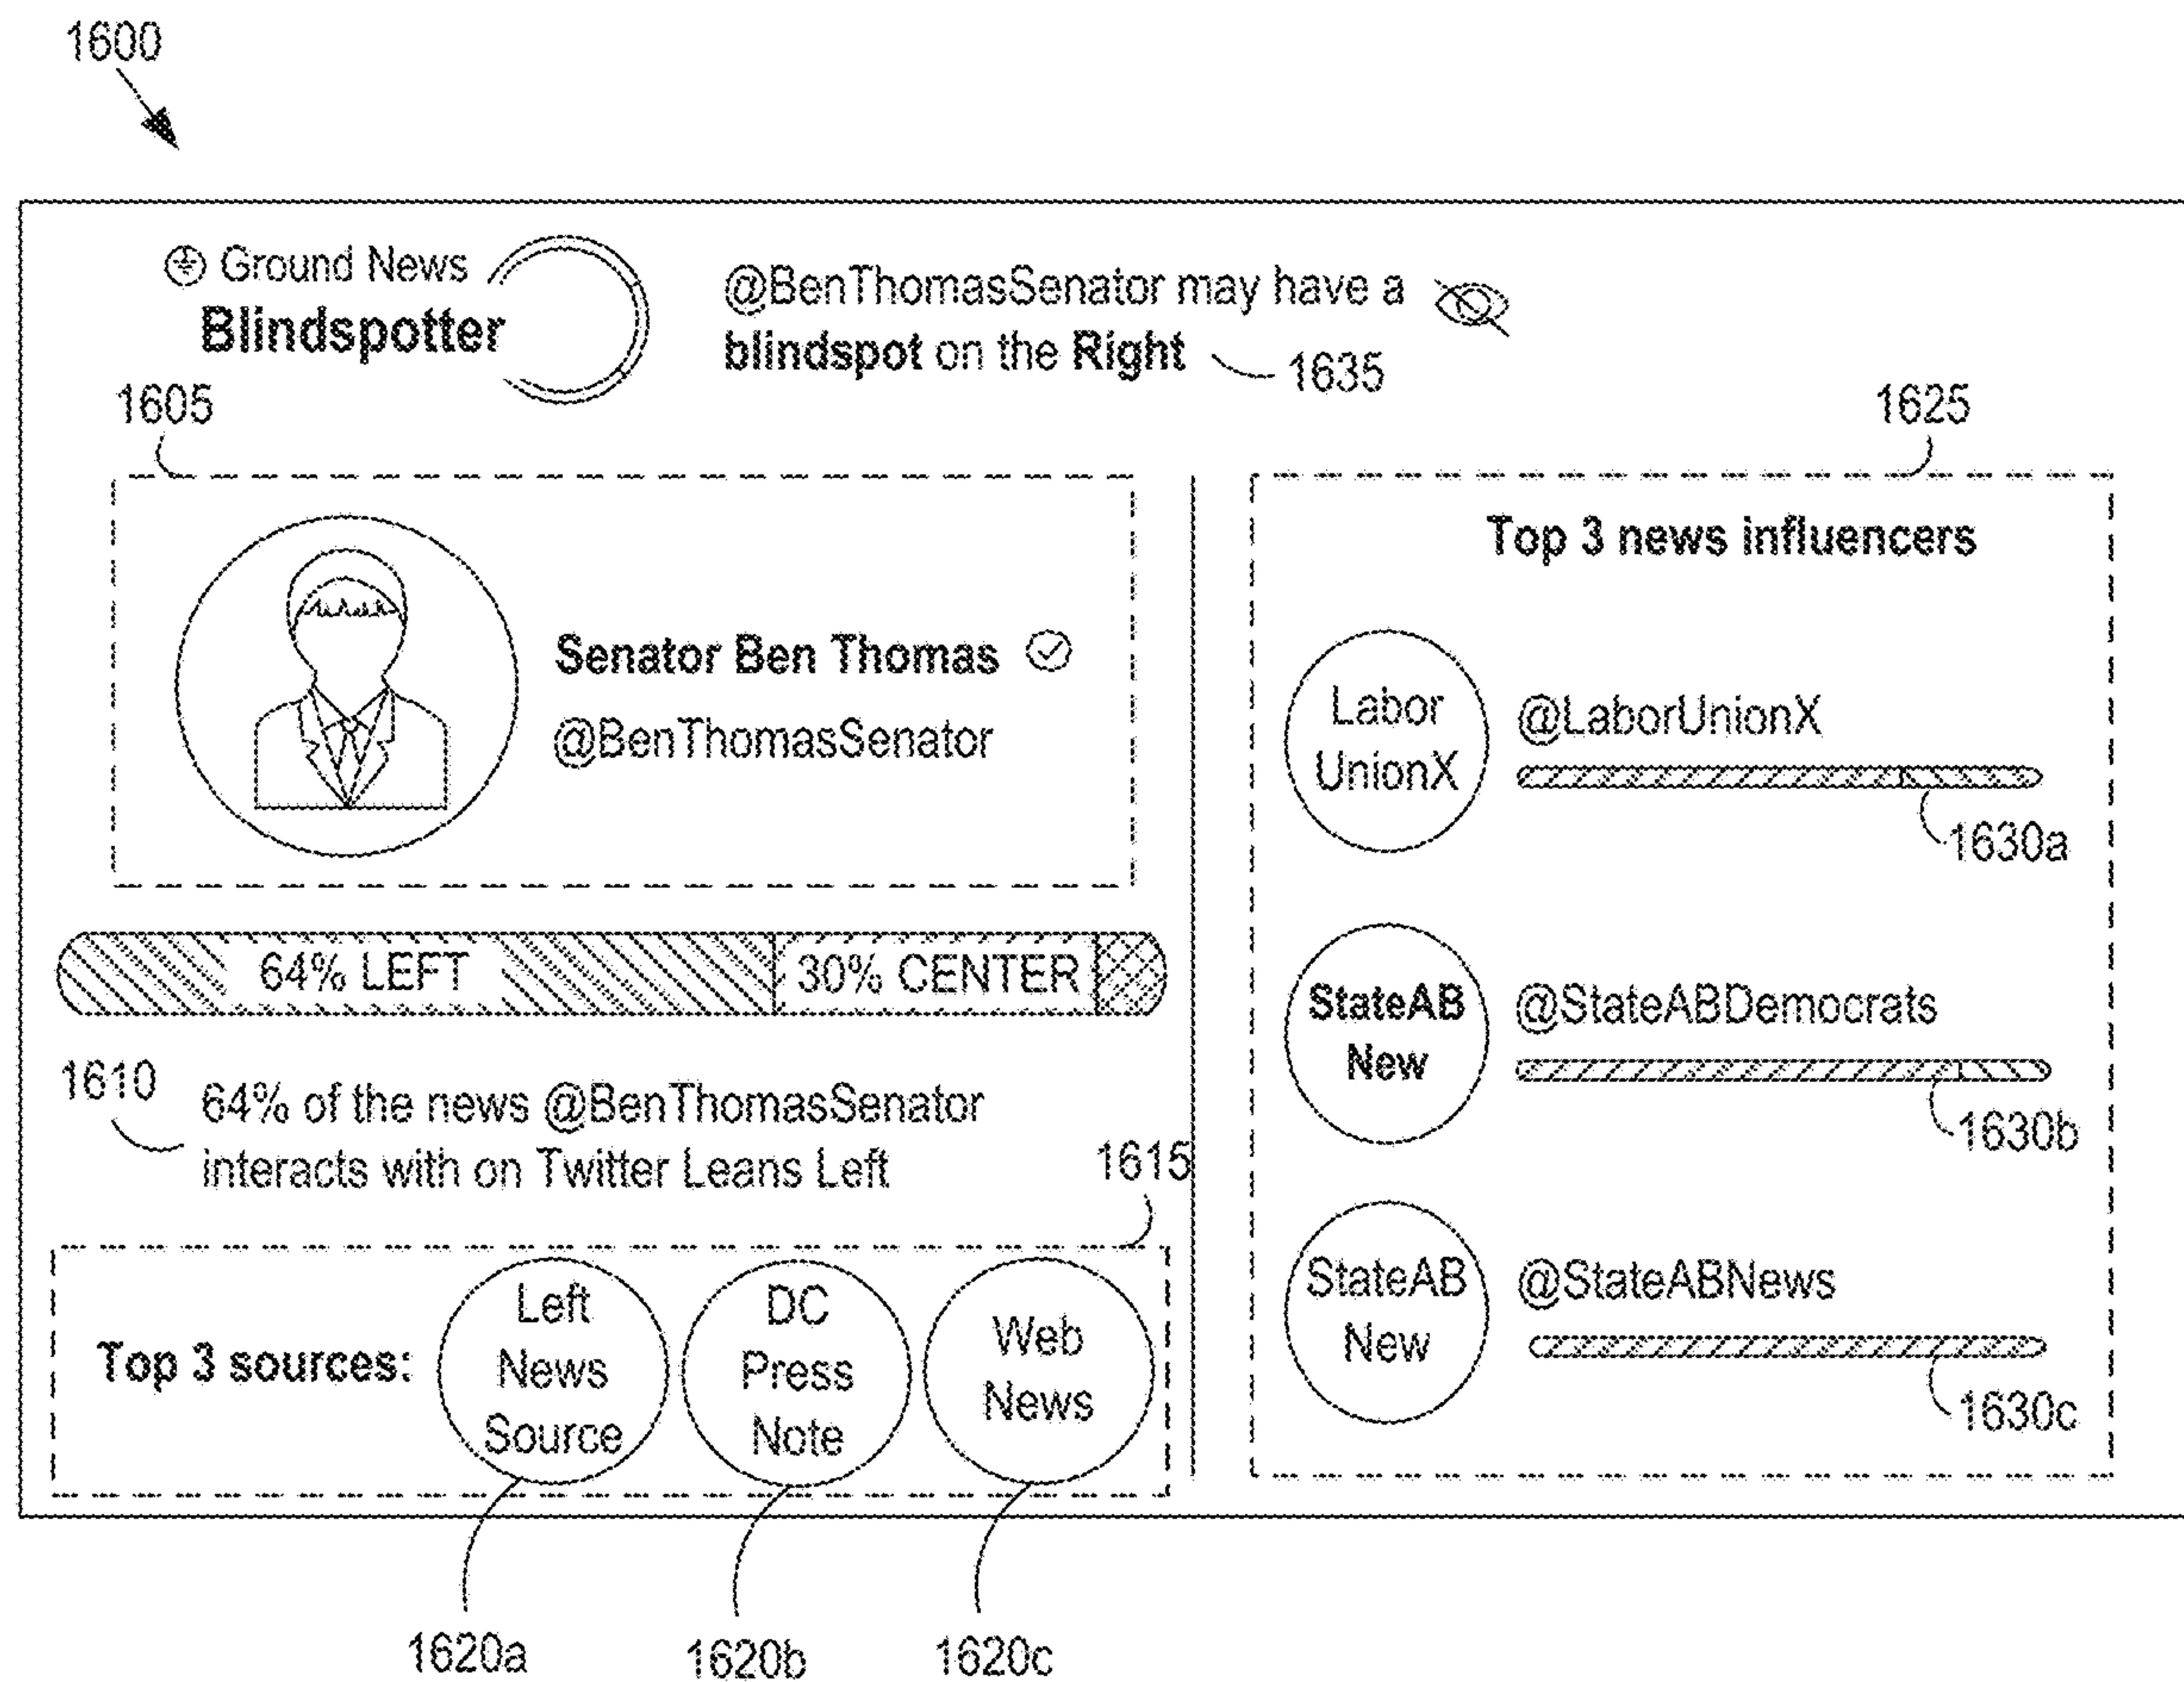 1600
Ground News
Blindspotter
@BenThomasSenator may have a
blindspot on the Right
1635
1605
1625
Senator Ben Thomas
@BenThomasSenator
64% LEFT
30% CENTER
1610
64% of the news @BenThomasSenator
interacts with on Twitter Leans Left
1615
Top 3 sources:
Left
News
Source
DC
Press
Note
Web
News
1620a
1620b
1620c
Top 3 news influencers
Labor
UnionX
@LaborUnionX
1630a
StateAB
New
@StateABDemocrats
1630b
StateAB
New
@StateABNews
1630c